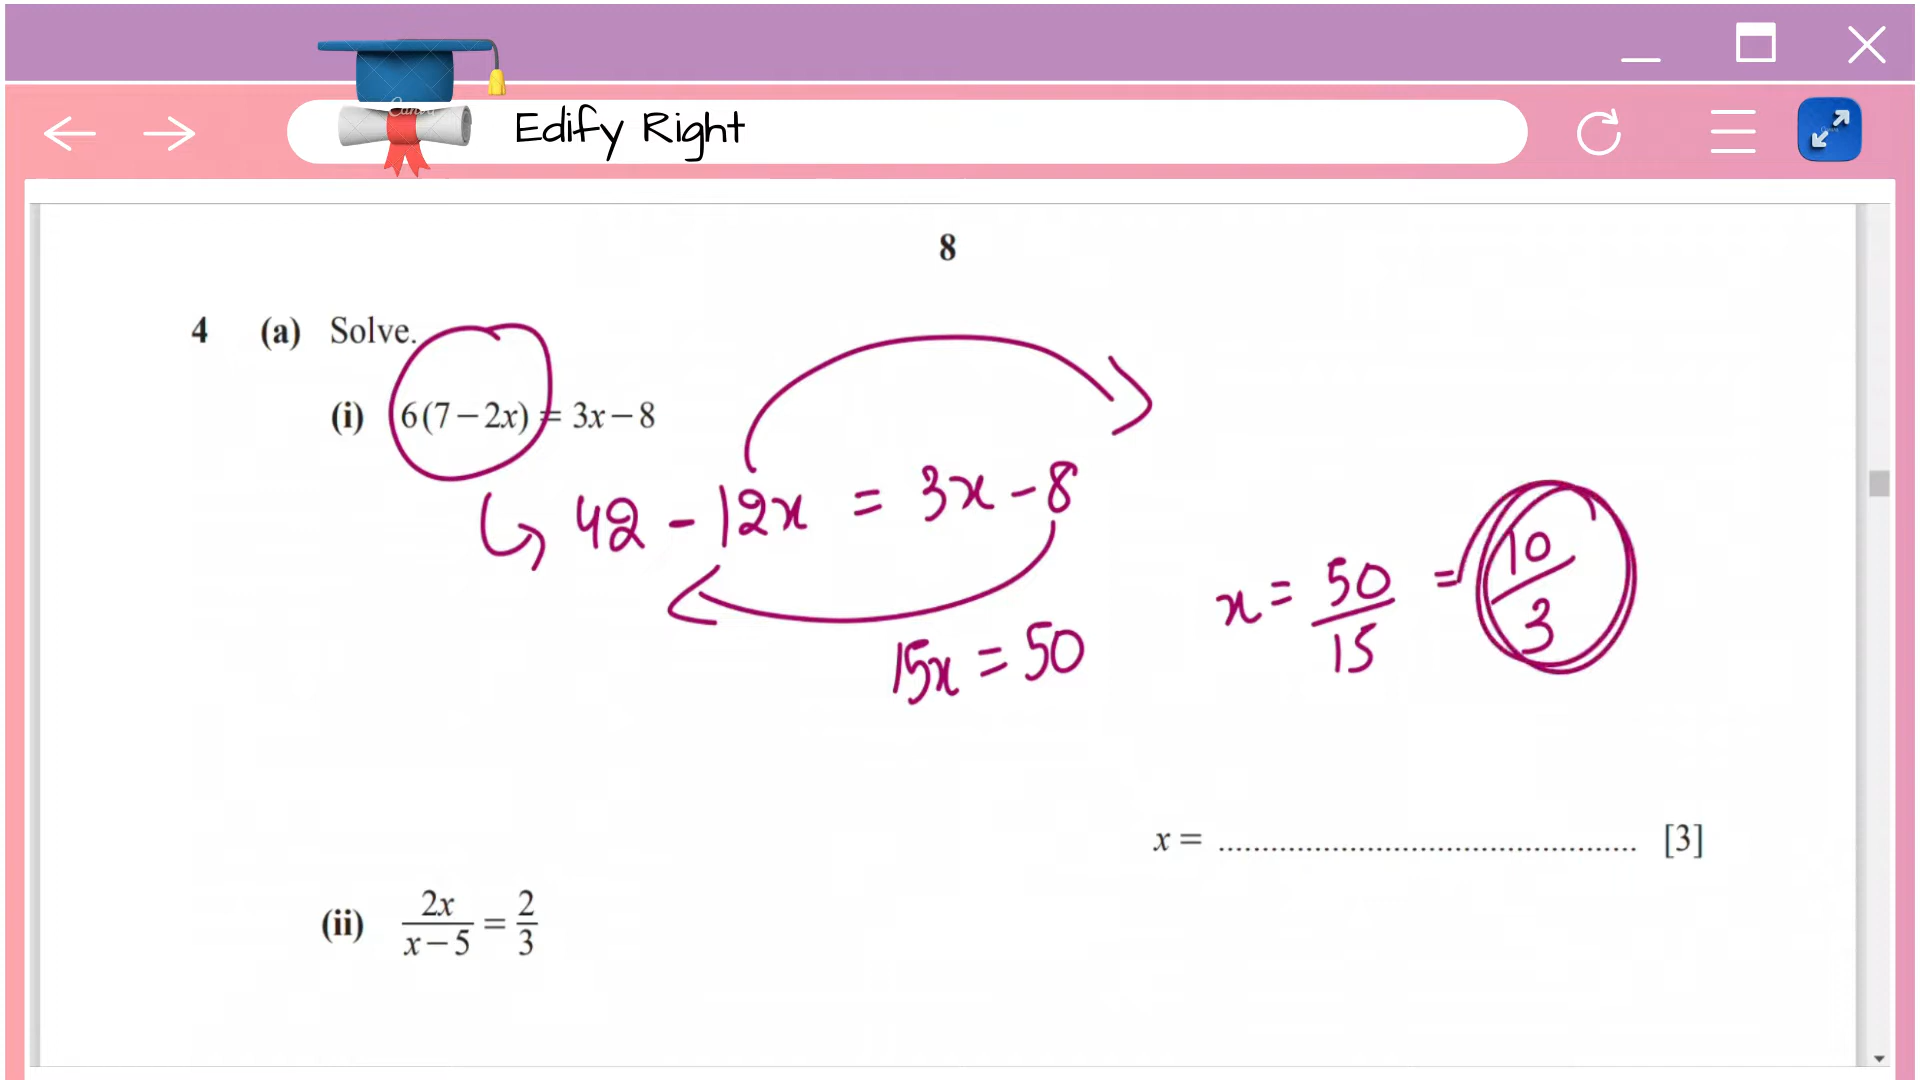 Canva
Edify Right
8
4 (a) Solve.
(i) 6(7 − 2x) = 3x − 8
42 - 12x = 3x - 8
x = 50/15 = 10/3
15x = 50
x = ................................................ [3]
(ii) 2x/(x − 5) = 2/3